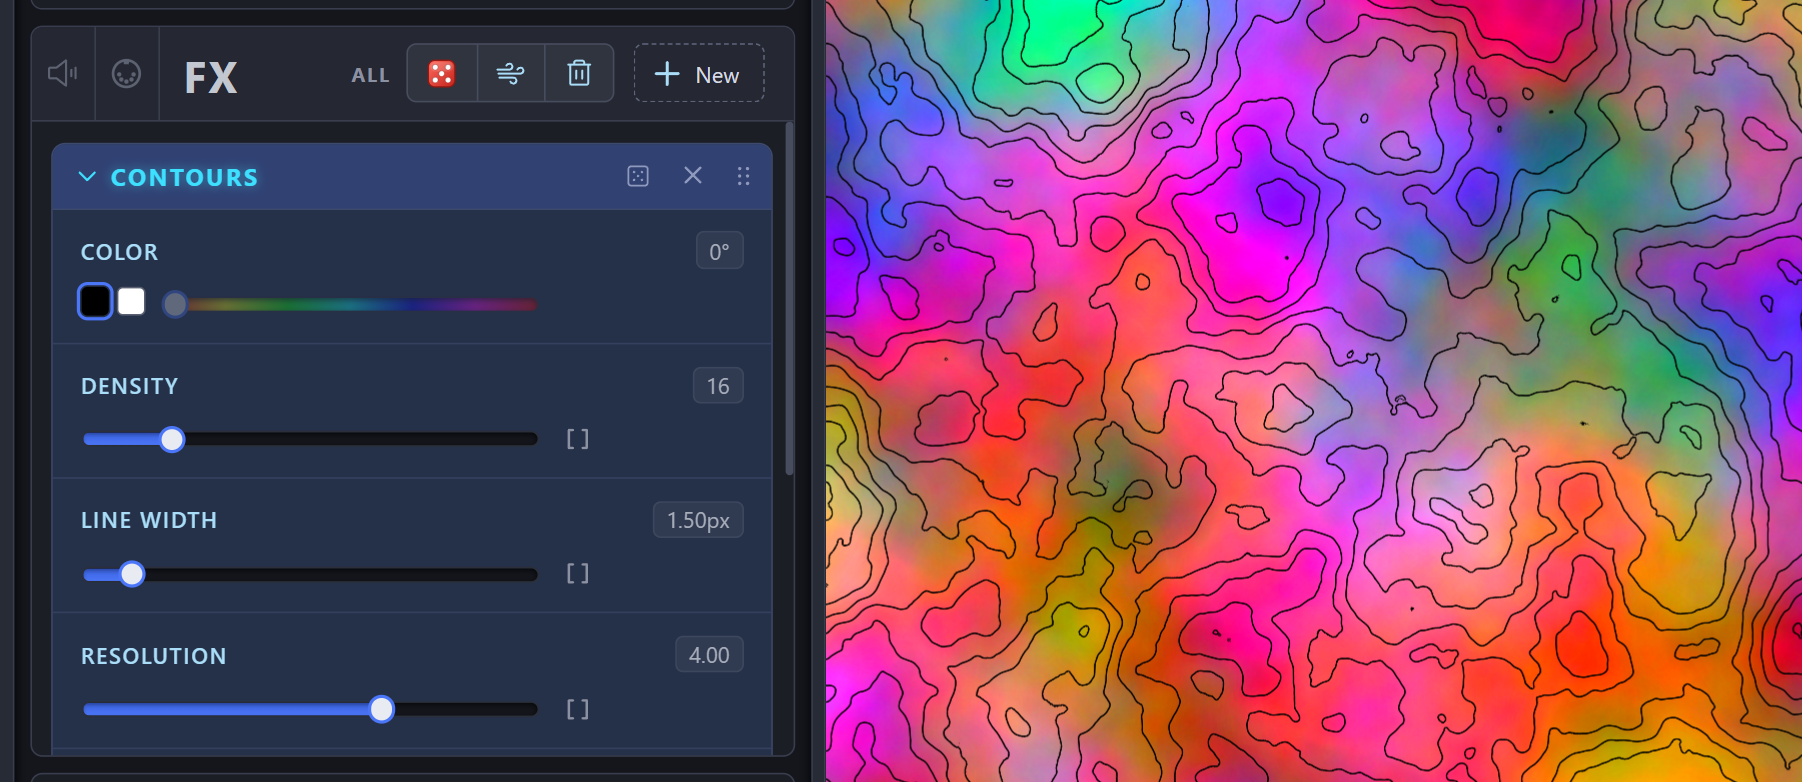 FX ALL New
CONTOURS
COLOR 0°
DENSITY 16
[ ]
LINE WIDTH 1.50px
[ ]
RESOLUTION 4.00
[ ]